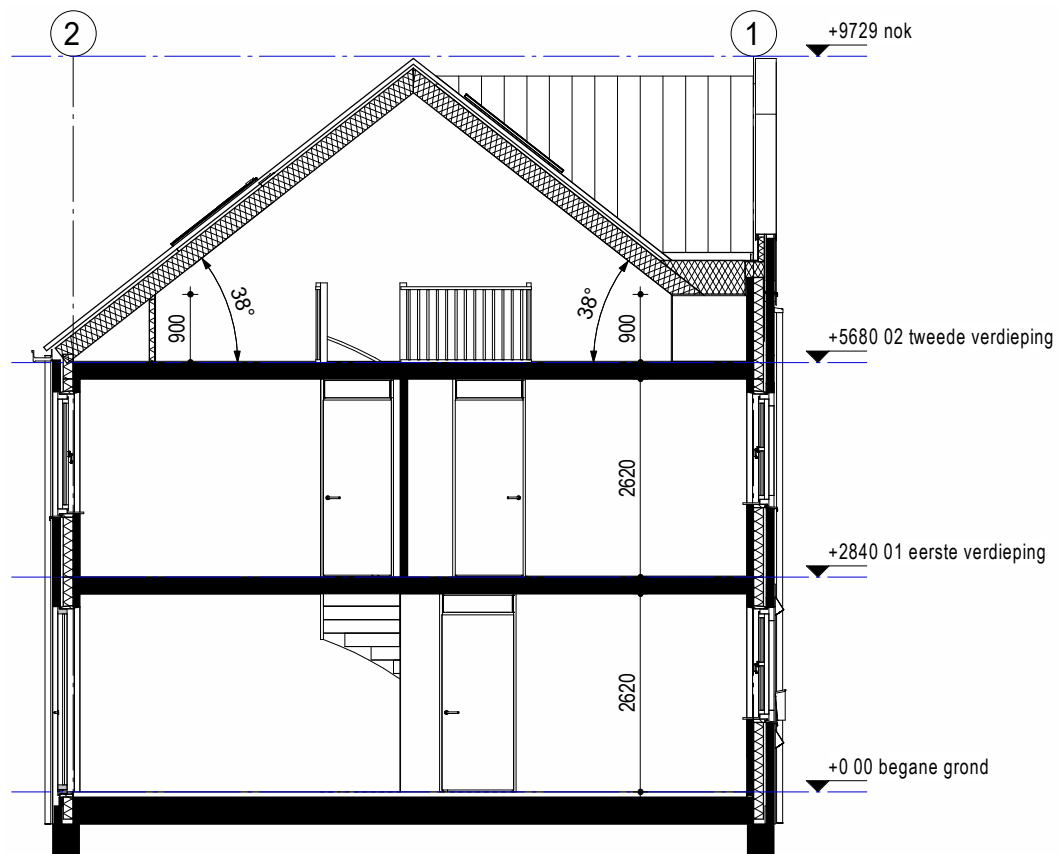 2
1
+9729 nok
38°
38°
900
900
+5680 02 tweede verdieping
2620
+2840 01 eerste verdieping
2620
+0 00 begane grond